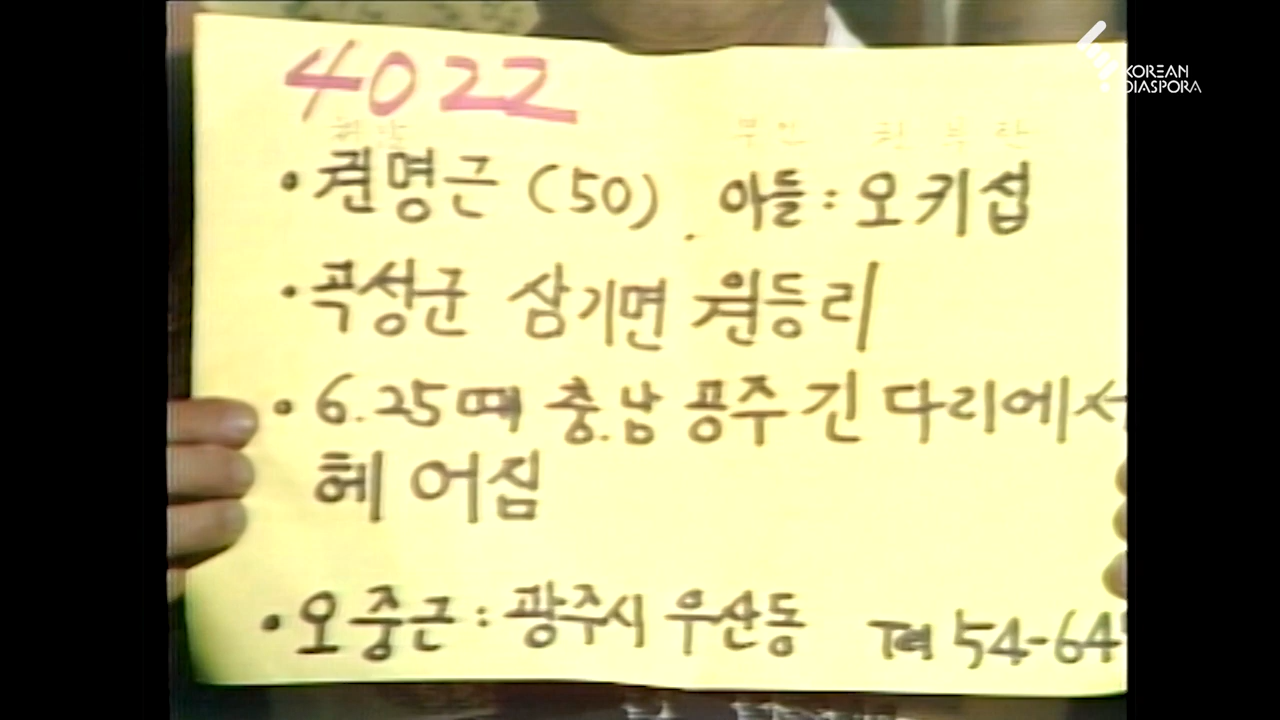 KOREAN
DIASPORA
4022
• 권명근 (50) 아들 : 오키섭
• 곡성군 삼기면 원등리
• 6.25때 충.남 공주 긴 다리에서
헤어짐
• 오중근 : 광주시 우산동 TEL 54-64